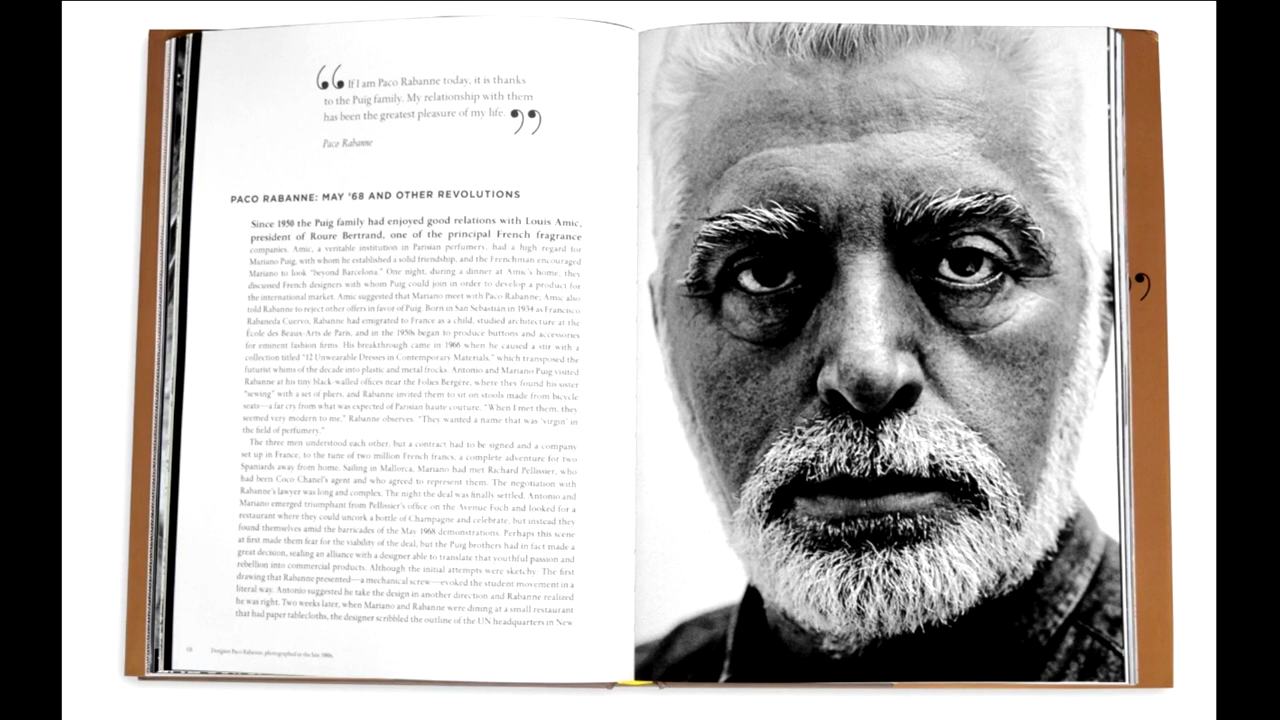 “ If I am Paco Rabanne today, it is thanks
to the Puig family. My relationship with them
has been the greatest pleasure of my life. ”
Paco Rabanne
PACO RABANNE: MAY ’68 AND OTHER REVOLUTIONS
Since 1950 the Puig family had enjoyed good relations with Louis Amic,
president of Roure Bertrand, one of the principal French fragrance
companies. Amic, a veritable institution in Parisian perfumery, had a high regard for
Mariano Puig, with whom he established a solid friendship, and the Frenchman encouraged
Mariano to look “beyond Barcelona.” One night, during a dinner at Amic’s home, they
discussed French designers with whom Puig could join in order to develop a product for
the international market. Amic suggested that Mariano meet with Paco Rabanne; Amic also
told Rabanne to reject other offers in favor of Puig. Born in San Sebastian in 1934 as Francisco
Rabaneda Cuervo, Rabanne had emigrated to France as a child, studied architecture at the
École des Beaux-Arts de Paris, and in the 1950s began to produce buttons and accessories
for eminent fashion firms. His breakthrough came in 1966 when he caused a stir with a
collection titled “12 Unwearable Dresses in Contemporary Materials,” which transposed the
futurist whims of the decade into plastic and metal frocks. Antonio and Mariano Puig visited
Rabanne at his tiny black-walled offices near the Folies Bergère, where they found his sister
“sewing” with a set of pliers, and Rabanne invited them to sit on stools made from bicycle
seats—a far cry from what was expected of Parisian haute couture. “When I met them, they
seemed very modern to me,” Rabanne observes. “They wanted a name that was ‘virgin’ in
the field of perfumery.”
The three men understood each other, but a contract had to be signed and a company
set up in France, to the tune of two million French francs, a complete adventure for two
Spaniards away from home. Sailing in Mallorca, Mariano had met Richard Pellissier, who
had been Coco Chanel’s agent and who agreed to represent them. The negotiation with
Rabanne’s lawyer was long and complex. The night the deal was finally settled, Antonio and
Mariano emerged triumphant from Pellissier’s office on the Avenue Foch and looked for a
restaurant where they could uncork a bottle of Champagne and celebrate, but instead they
found themselves amid the barricades of the May 1968 demonstrations. Perhaps this scene
at first made them fear for the viability of the deal, but the Puig brothers had in fact made a
great decision, sealing an alliance with a designer able to translate that youthful passion and
rebellion into commercial products. Although the initial attempts were sketchy. The first
drawing that Rabanne presented—a mechanical screw—evoked the student movement in a
literal way. Antonio suggested he take the design in another direction and Rabanne realized
he was right. Two weeks later, when Mariano and Rabanne were dining at a small restaurant
that had paper tablecloths, the designer scribbled the outline of the UN headquarters in New
Designer Paco Rabanne, photographed in the late 1980s.
”